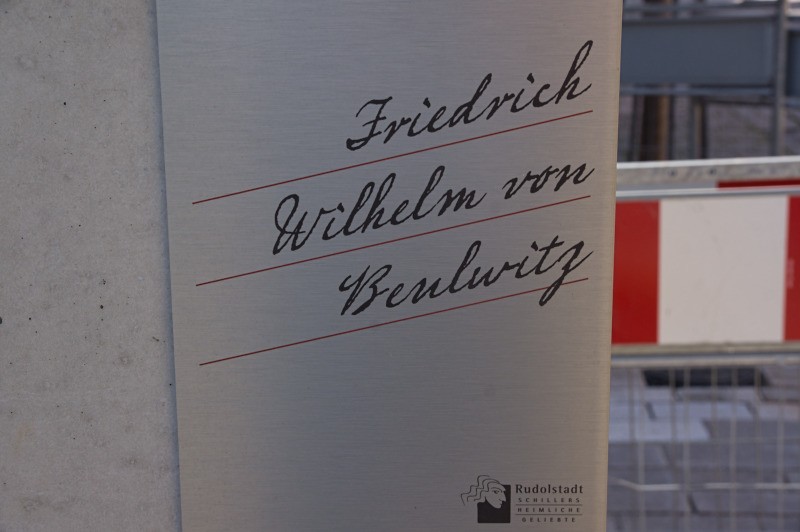 Friedrich
Wilhelm von
Beulwitz
Rudolstadt
SCHILLERS
HEIMLICHE
GELIEBTE